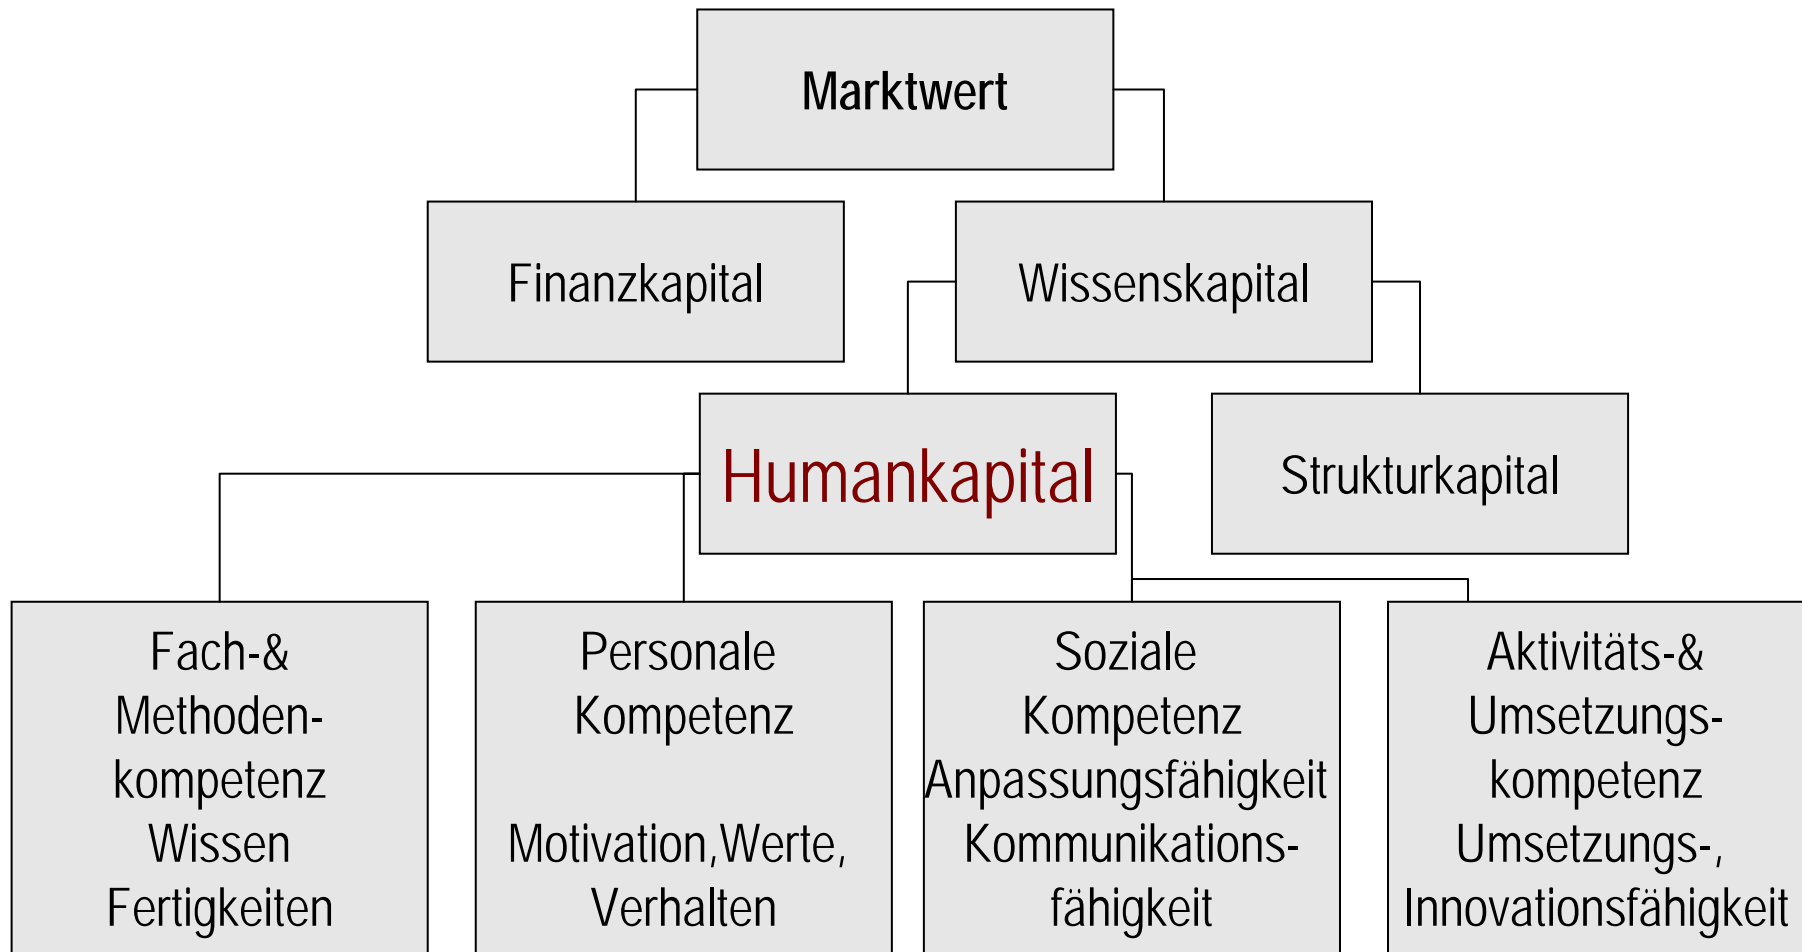 Marktwert
Finanzkapital
Wissenskapital
Humankapital
Strukturkapital
Fach-&
Methoden-
kompetenz
Wissen
Fertigkeiten
Personale
Kompetenz
Motivation,Werte,
Verhalten
Soziale
Kompetenz
Anpassungsfähigkeit
Kommunikations-
fähigkeit
Aktivitäts-&
Umsetzungs-
kompetenz
Umsetzungs-,
Innovationsfähigkeit